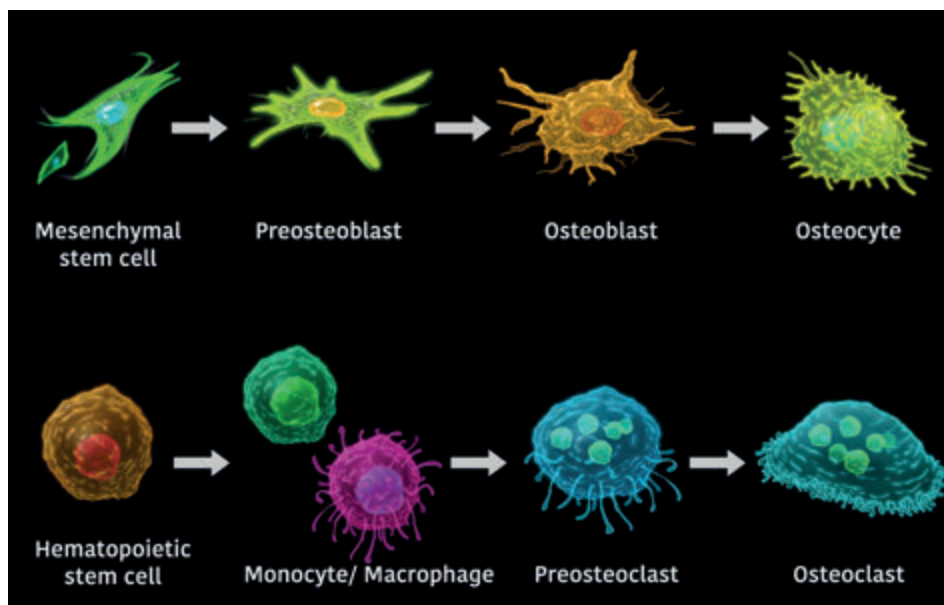 Mesenchymal
stem cell
Preosteoblast
Osteoblast
Osteocyte
Hematopoietic
stem cell
Monocyte/ Macrophage
Preosteoclast
Osteoclast